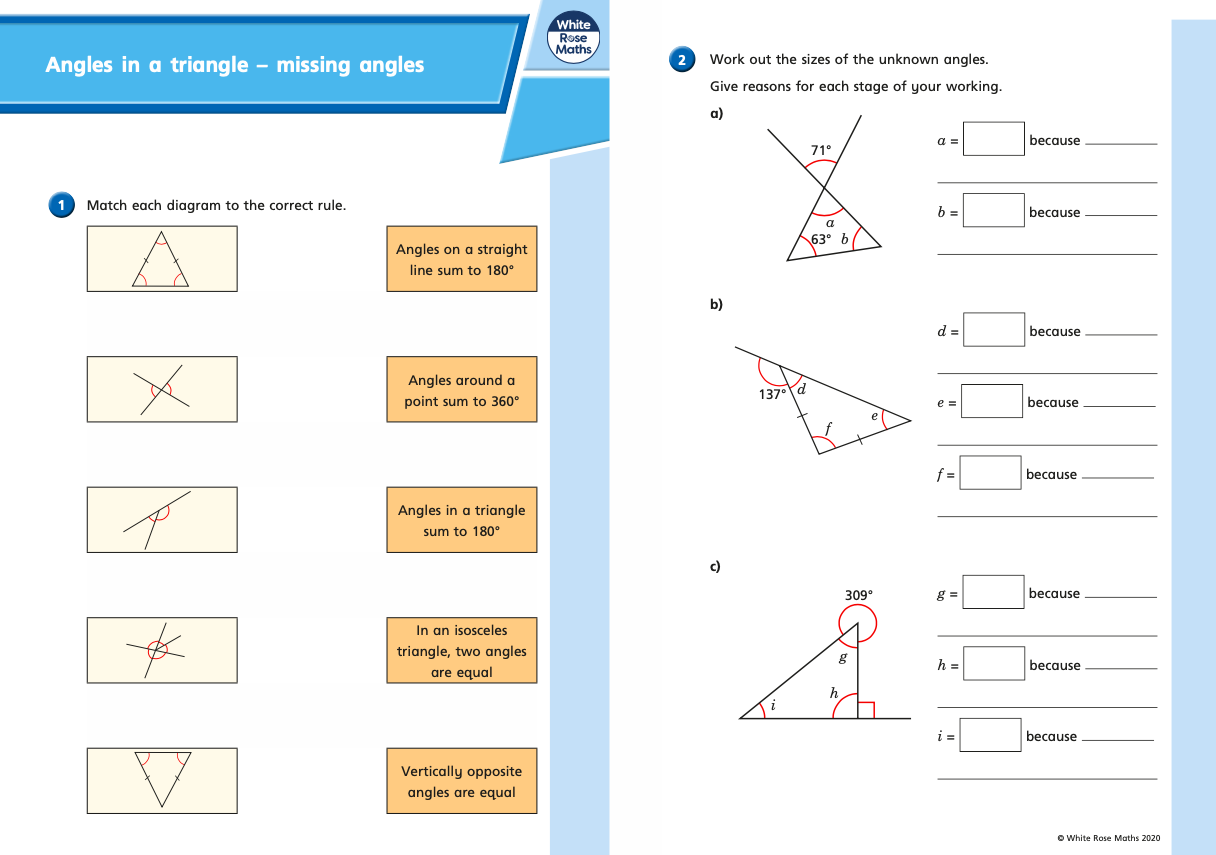 Angles in a triangle – missing angles
White
Rose
Maths
1 Match each diagram to the correct rule.
Angles on a straight
line sum to 180°
Angles around a
point sum to 360°
Angles in a triangle
sum to 180°
In an isosceles
triangle, two angles
are equal
Vertically opposite
angles are equal
2 Work out the sizes of the unknown angles.
Give reasons for each stage of your working.
a)
71°
a
63° b
a = because
b = because
b)
137° d
e
f
d = because
e = because
f = because
c)
309°
g
h
i
g = because
h = because
i = because
© White Rose Maths 2020